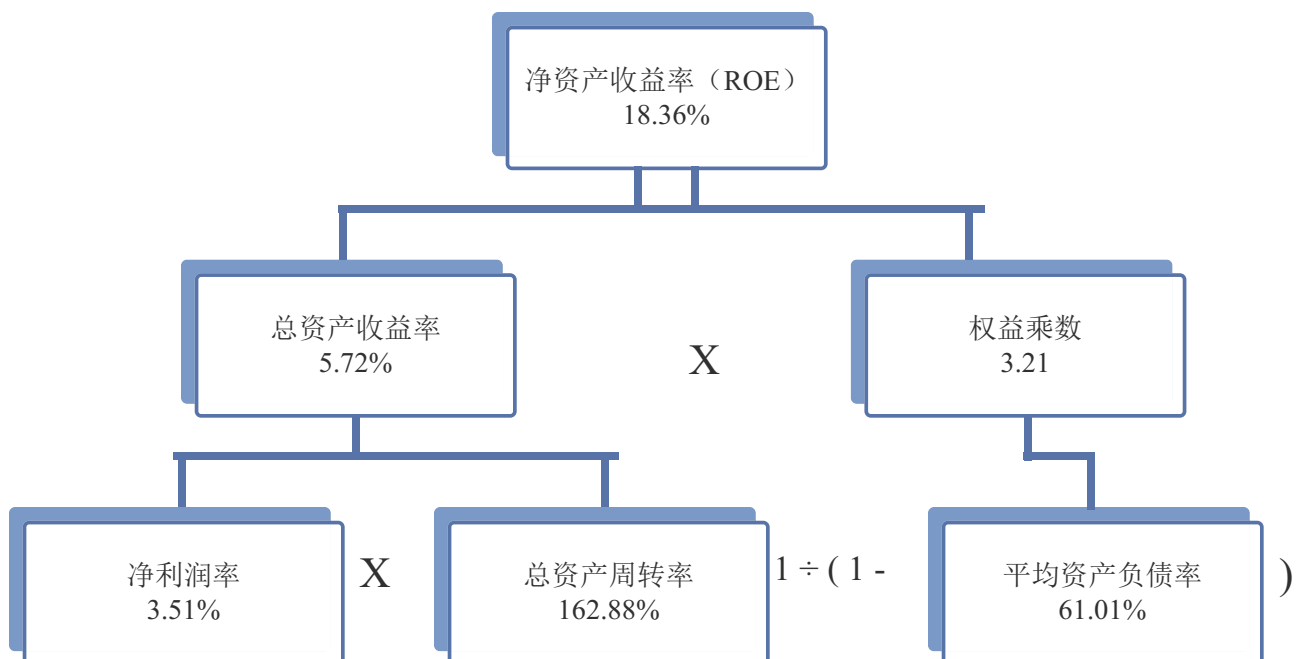 净资产收益率（ROE）
18.36%
总资产收益率
5.72%
X
权益乘数
3.21
净利润率
3.51%
X
总资产周转率
162.88%
1 ÷ ( 1 -
平均资产负债率
61.01%
)